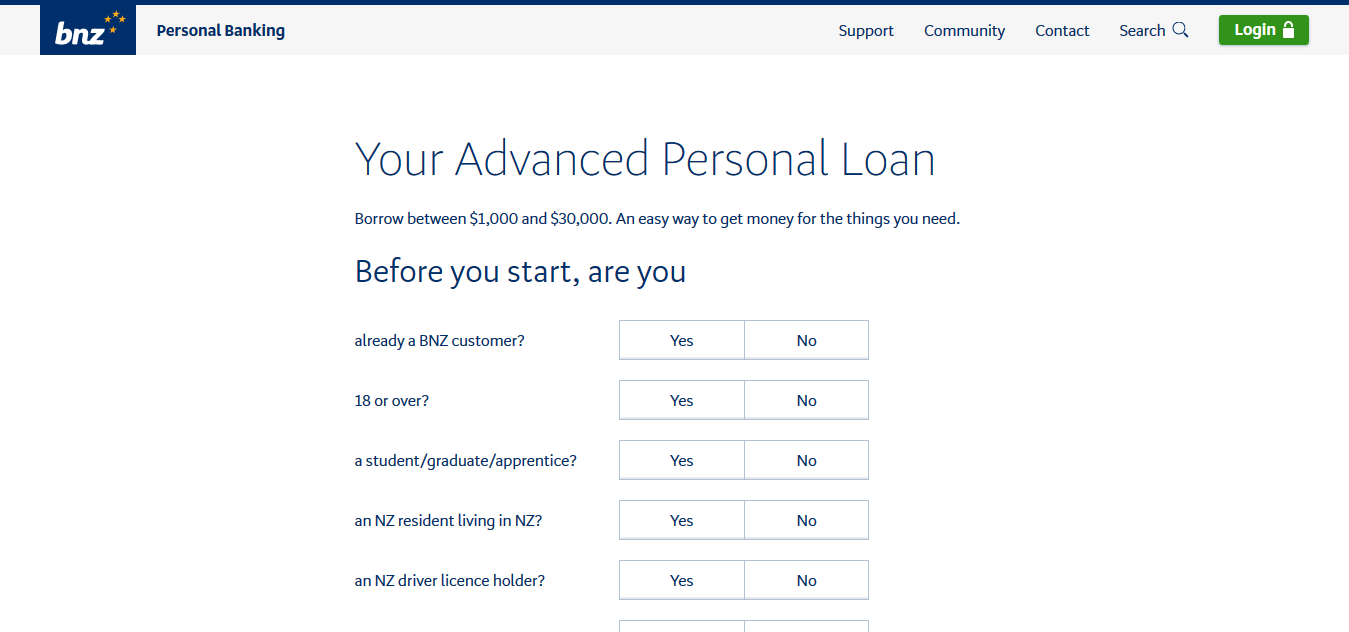 bnz Personal Banking Support Community Contact Search Login
Your Advanced Personal Loan
Borrow between $1,000 and $30,000. An easy way to get money for the things you need.
Before you start, are you
already a BNZ customer? Yes No
18 or over? Yes No
a student/graduate/apprentice? Yes No
an NZ resident living in NZ? Yes No
an NZ driver licence holder? Yes No